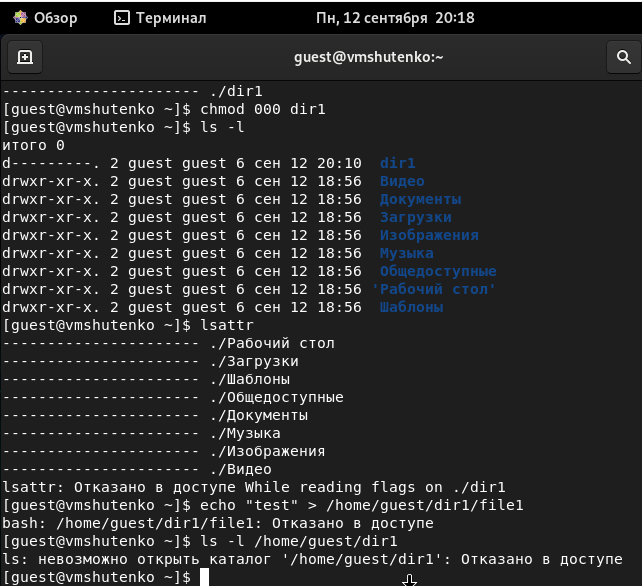 Обзор Терминал Пн, 12 сентября 20:18
guest@vmshutenko:~
---------------------- ./dir1
[guest@vmshutenko ~]$ chmod 000 dir1
[guest@vmshutenko ~]$ ls -l
итого 0
d---------. 2 guest guest 6 сен 12 20:10  dir1
drwxr-xr-x. 2 guest guest 6 сен 12 18:56  Видео
drwxr-xr-x. 2 guest guest 6 сен 12 18:56  Документы
drwxr-xr-x. 2 guest guest 6 сен 12 18:56  Загрузки
drwxr-xr-x. 2 guest guest 6 сен 12 18:56  Изображения
drwxr-xr-x. 2 guest guest 6 сен 12 18:56  Музыка
drwxr-xr-x. 2 guest guest 6 сен 12 18:56  Общедоступные
drwxr-xr-x. 2 guest guest 6 сен 12 18:56 'Рабочий стол'
drwxr-xr-x. 2 guest guest 6 сен 12 18:56  Шаблоны
[guest@vmshutenko ~]$ lsattr
---------------------- ./Рабочий стол
---------------------- ./Загрузки
---------------------- ./Шаблоны
---------------------- ./Общедоступные
---------------------- ./Документы
---------------------- ./Музыка
---------------------- ./Изображения
---------------------- ./Видео
lsattr: Отказано в доступе While reading flags on ./dir1
[guest@vmshutenko ~]$ echo "test" > /home/guest/dir1/file1
bash: /home/guest/dir1/file1: Отказано в доступе
[guest@vmshutenko ~]$ ls -l /home/guest/dir1
ls: невозможно открыть каталог '/home/guest/dir1': Отказано в доступе
[guest@vmshutenko ~]$